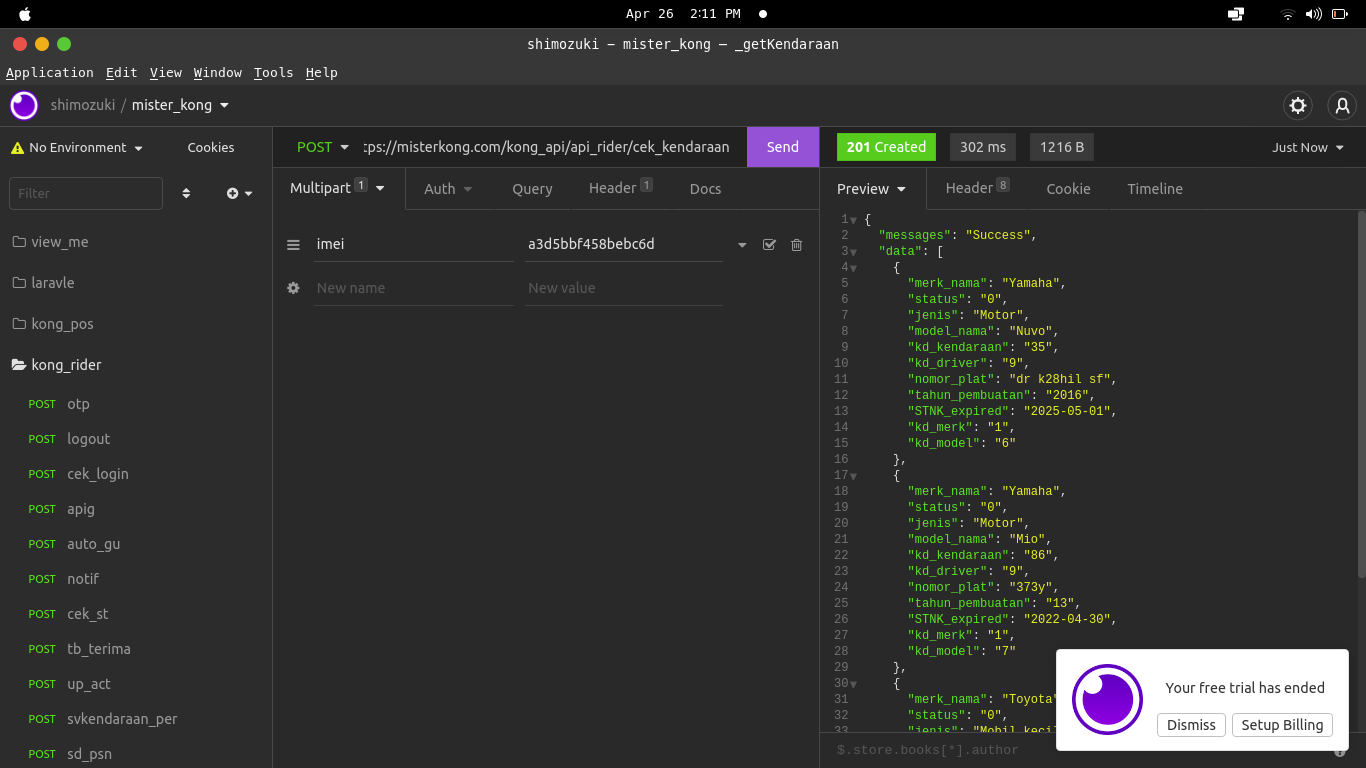 Apr 26 2:11 PM
shimozuki – mister_kong – _getKendaraan
Application Edit View Window Tools Help
shimozuki / mister_kong
No Environment Cookies
Filter
view_me
laravle
kong_pos
kong_rider
POST otp
POST logout
POST cek_login
POST apig
POST auto_gu
POST notif
POST cek_st
POST tb_terima
POST up_act
POST svkendaraan_per
POST sd_psn
POST tps://misterkong.com/kong_api/api_rider/cek_kendaraan Send
Multipart 1 Auth Query Header 1 Docs
imei a3d5bbf458bebc6d
New name New value
201 Created 302 ms 1216 B Just Now
Preview Header 8 Cookie Timeline
1 {
2 "messages": "Success",
3 "data": [
4 {
5 "merk_nama": "Yamaha",
6 "status": "0",
7 "jenis": "Motor",
8 "model_nama": "Nuvo",
9 "kd_kendaraan": "35",
10 "kd_driver": "9",
11 "nomor_plat": "dr k28hil sf",
12 "tahun_pembuatan": "2016",
13 "STNK_expired": "2025-05-01",
14 "kd_merk": "1",
15 "kd_model": "6"
16 },
17 {
18 "merk_nama": "Yamaha",
19 "status": "0",
20 "jenis": "Motor",
21 "model_nama": "Mio",
22 "kd_kendaraan": "86",
23 "kd_driver": "9",
24 "nomor_plat": "373y",
25 "tahun_pembuatan": "13",
26 "STNK_expired": "2022-04-30",
27 "kd_merk": "1",
28 "kd_model": "7"
29 },
30 {
31 "merk_nama": "Toyota"
32 "status": "0",
33 "jenis": "Mobil kecil
$.store.books[*].author
Your free trial has ended
Dismiss Setup Billing